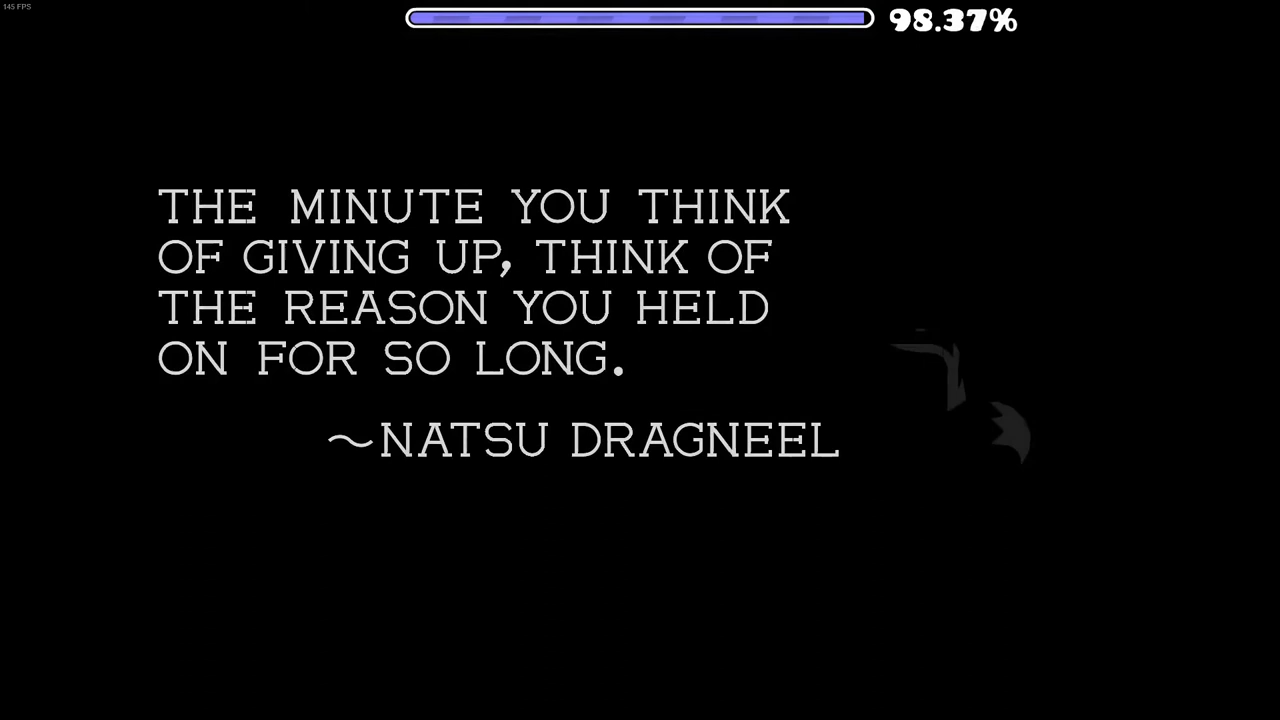 145 FPS
98.37%
THE MINUTE YOU THINK
OF GIVING UP, THINK OF
THE REASON YOU HELD
ON FOR SO LONG.
~NATSU DRAGNEEL